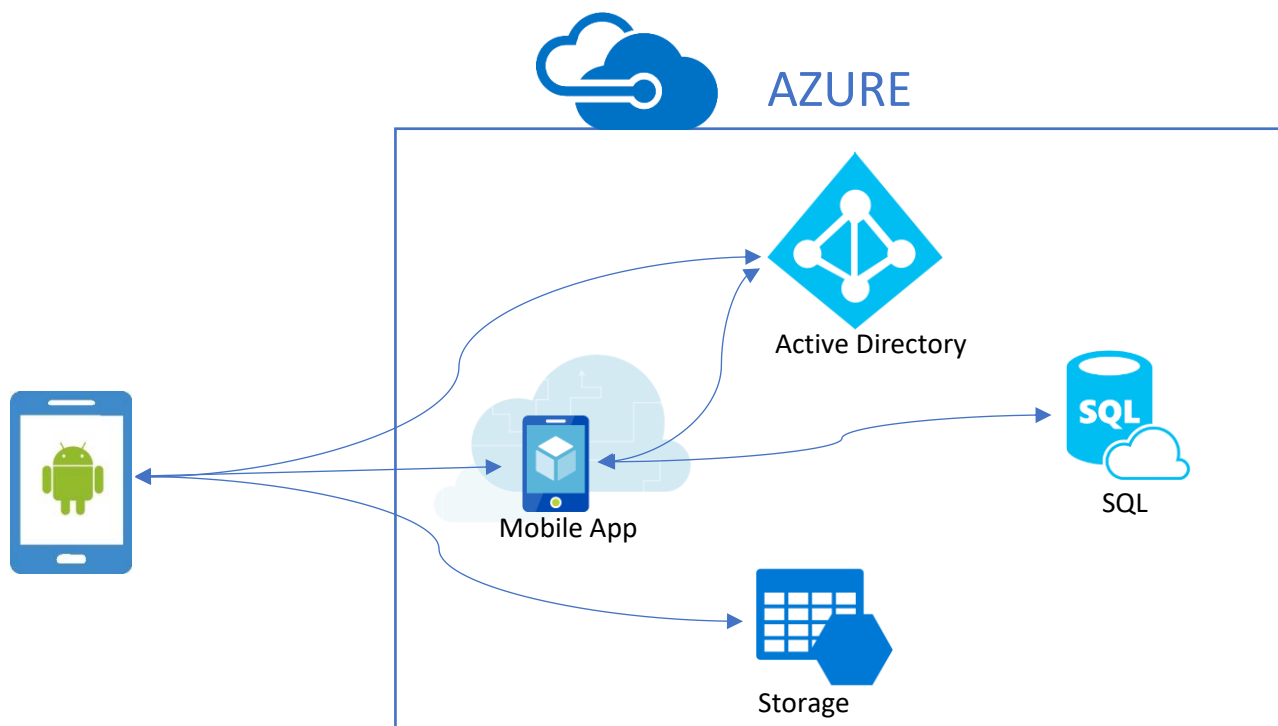 AZURE
Active Directory
SQL
SQL
Mobile App
Storage